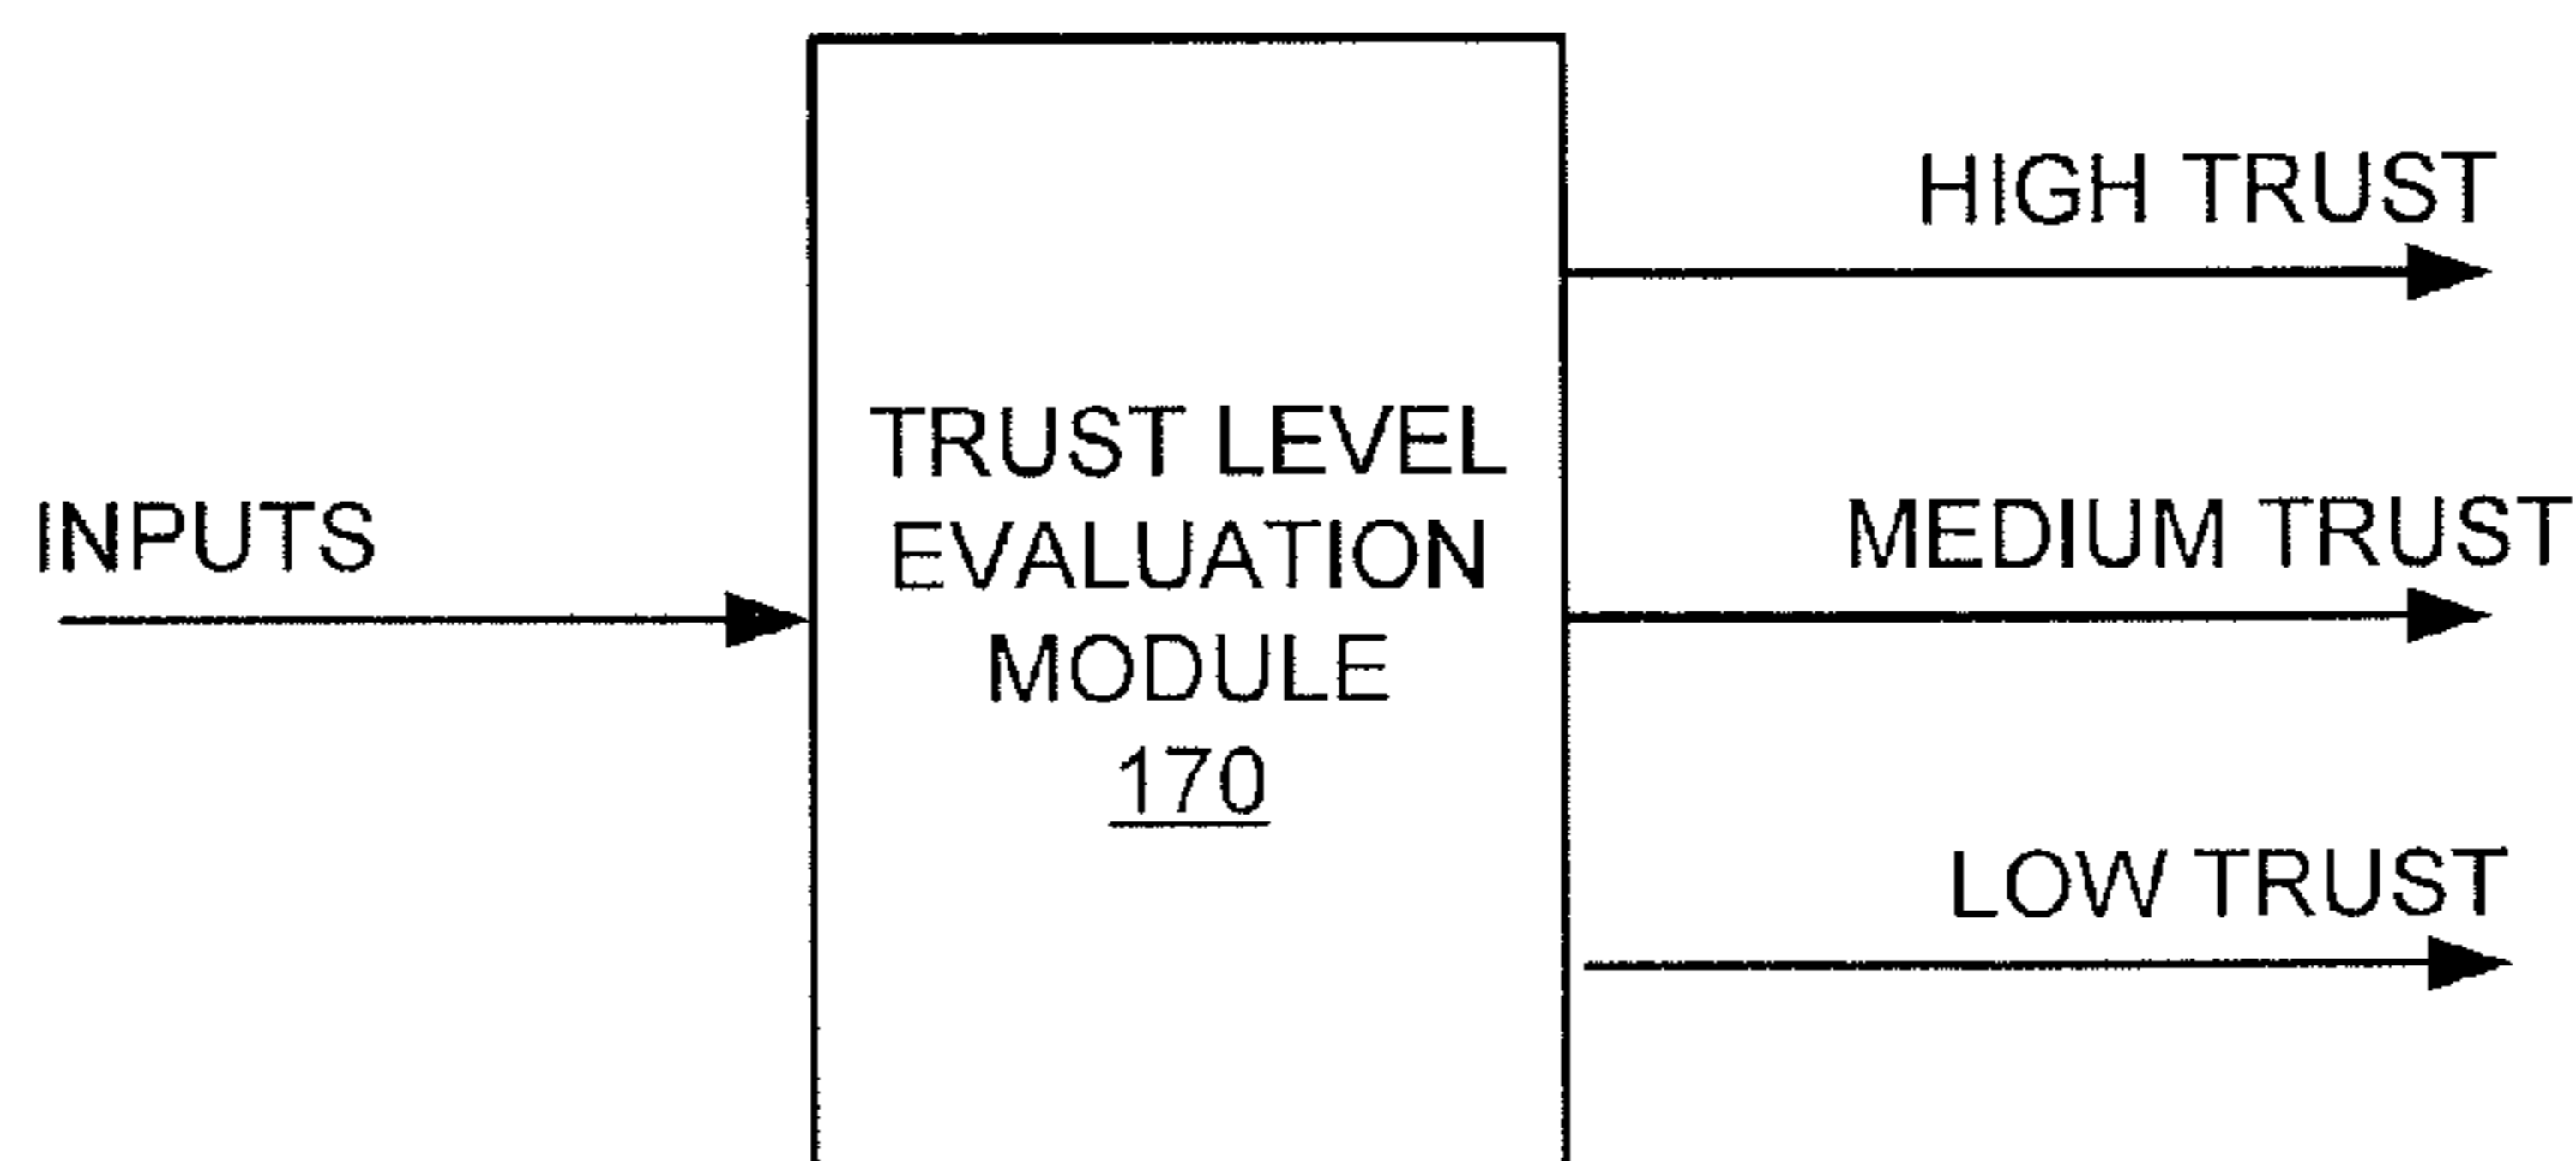 INPUTS
TRUST LEVEL
EVALUATION
MODULE
170
HIGH TRUST
MEDIUM TRUST
LOW TRUST